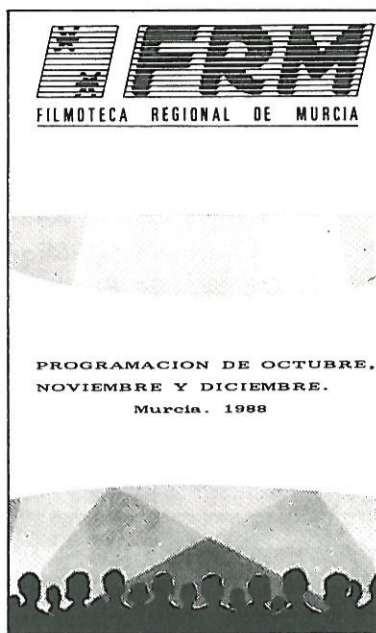 FRM
FILMOTECA REGIONAL DE MURCIA
PROGRAMACION DE OCTUBRE,
NOVIEMBRE Y DICIEMBRE.
Murcia. 1988